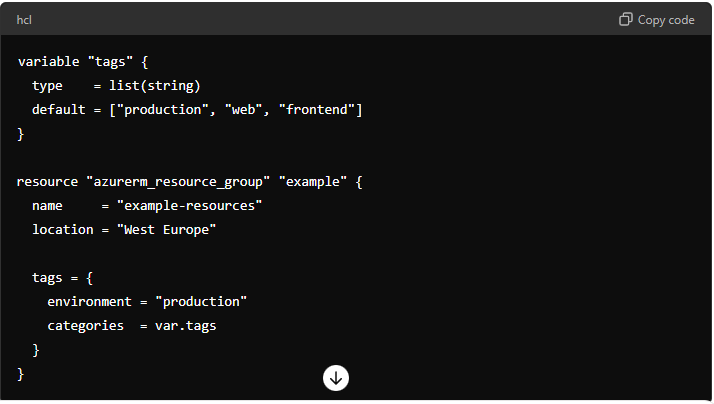 hcl
Copy code
variable "tags" {
  type    = list(string)
  default = ["production", "web", "frontend"]
}

resource "azurerm_resource_group" "example" {
  name     = "example-resources"
  location = "West Europe"

  tags = {
    environment = "production"
    categories  = var.tags
  }
}